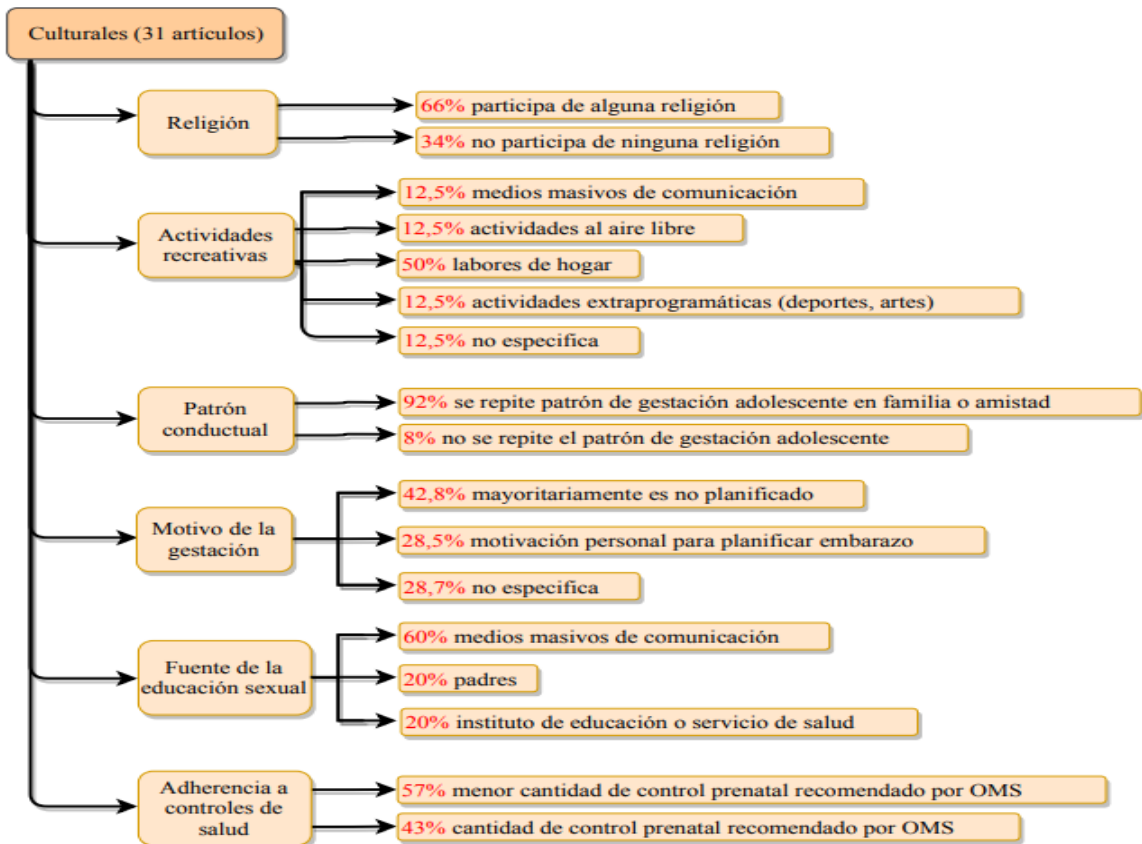 Culturales (31 artículos)
Religión
66% participa de alguna religión
34% no participa de ninguna religión
Actividades
recreativas
12,5% medios masivos de comunicación
12,5% actividades al aire libre
50% labores de hogar
12,5% actividades extraprogramáticas (deportes, artes)
12,5% no especifica
Patrón
conductual
92% se repite patrón de gestación adolescente en familia o amistad
8% no se repite el patrón de gestación adolescente
Motivo de la
gestación
42,8% mayoritariamente es no planificado
28,5% motivación personal para planificar embarazo
28,7% no especifica
Fuente de la
educación sexual
60% medios masivos de comunicación
20% padres
20% instituto de educación o servicio de salud
Adherencia a
controles de
salud
57% menor cantidad de control prenatal recomendado por OMS
43% cantidad de control prenatal recomendado por OMS